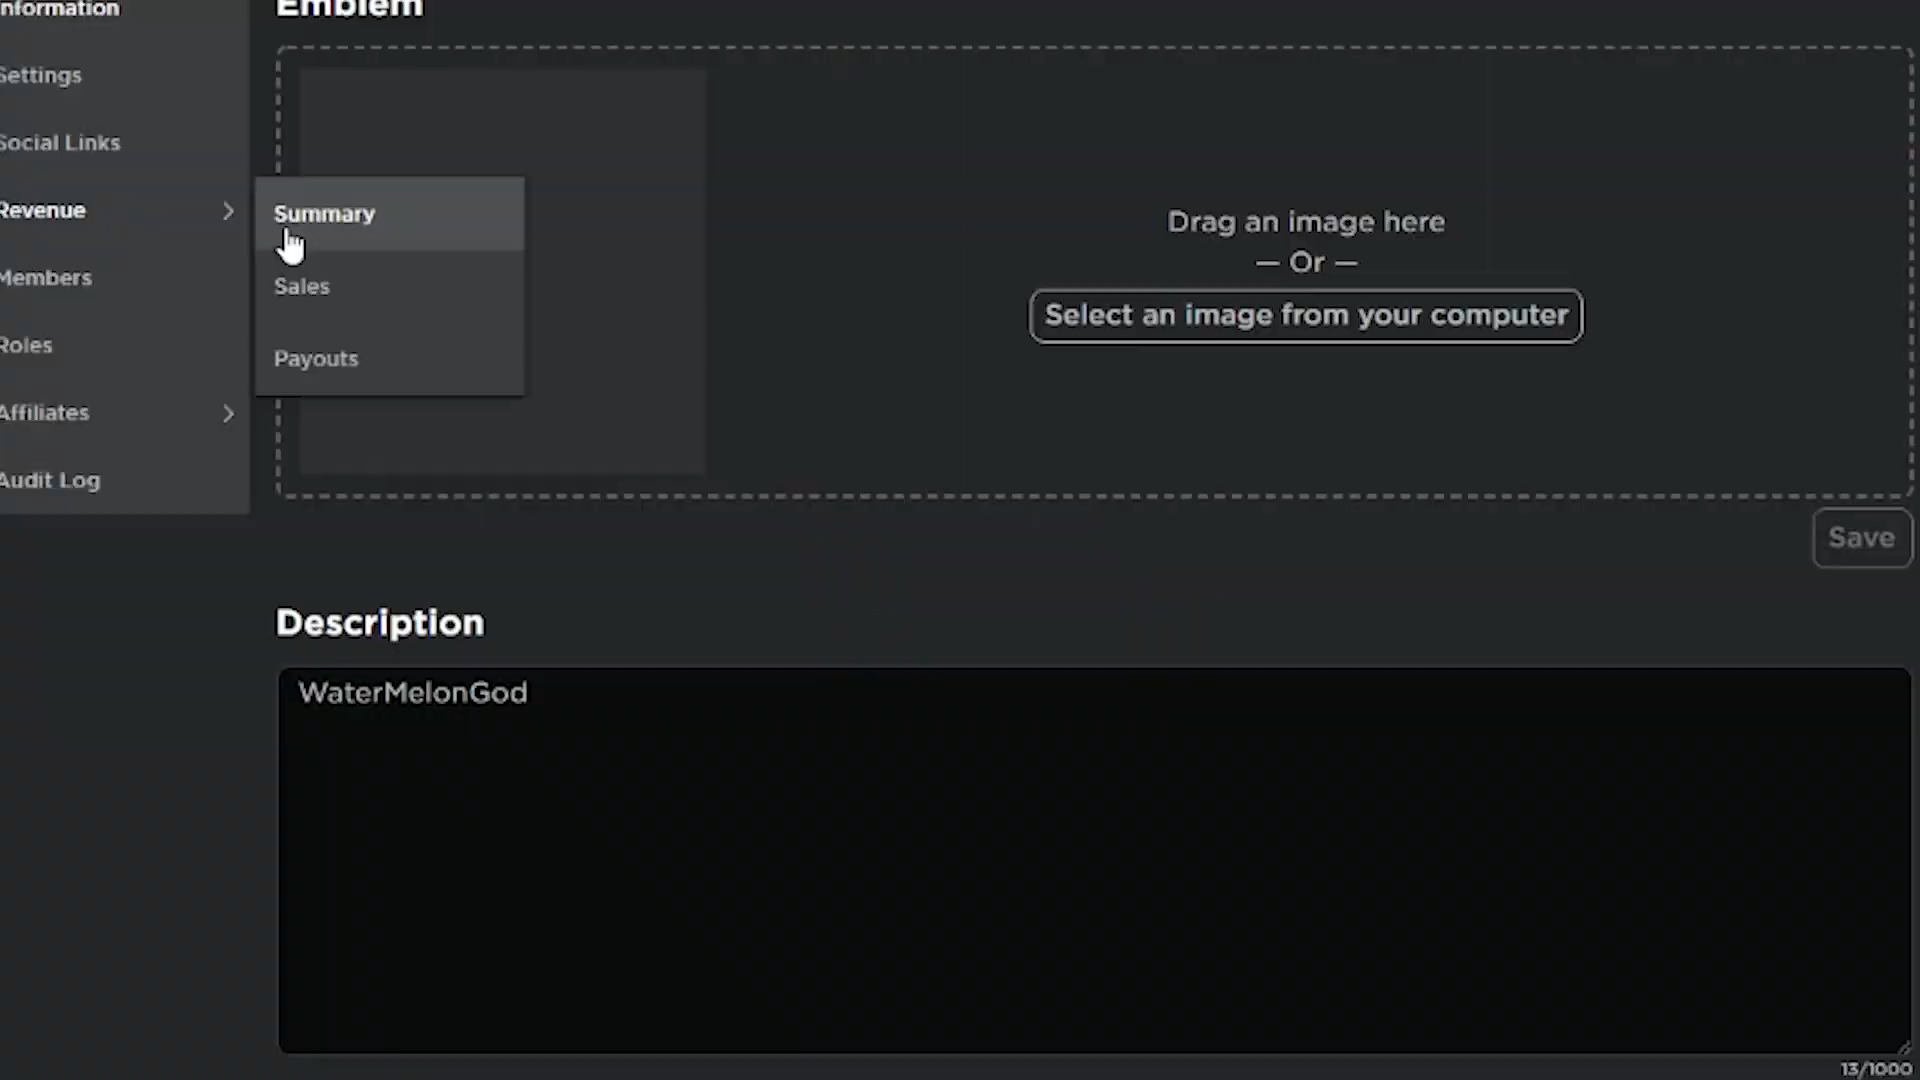 nformation
Settings
Social Links
Revenue
Members
Roles
Affiliates
Audit Log
Summary
Sales
Payouts
Emblem
Drag an image here
— Or —
Select an image from your computer
Save
Description
WaterMelonGod
13/1000